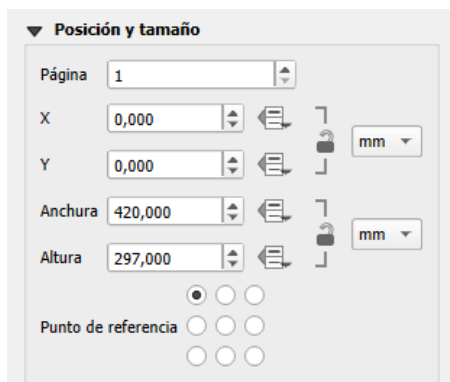 Posición y tamaño
Página 1
X 0,000
mm
Y 0,000
Anchura 420,000
mm
Altura 297,000
Punto de referencia